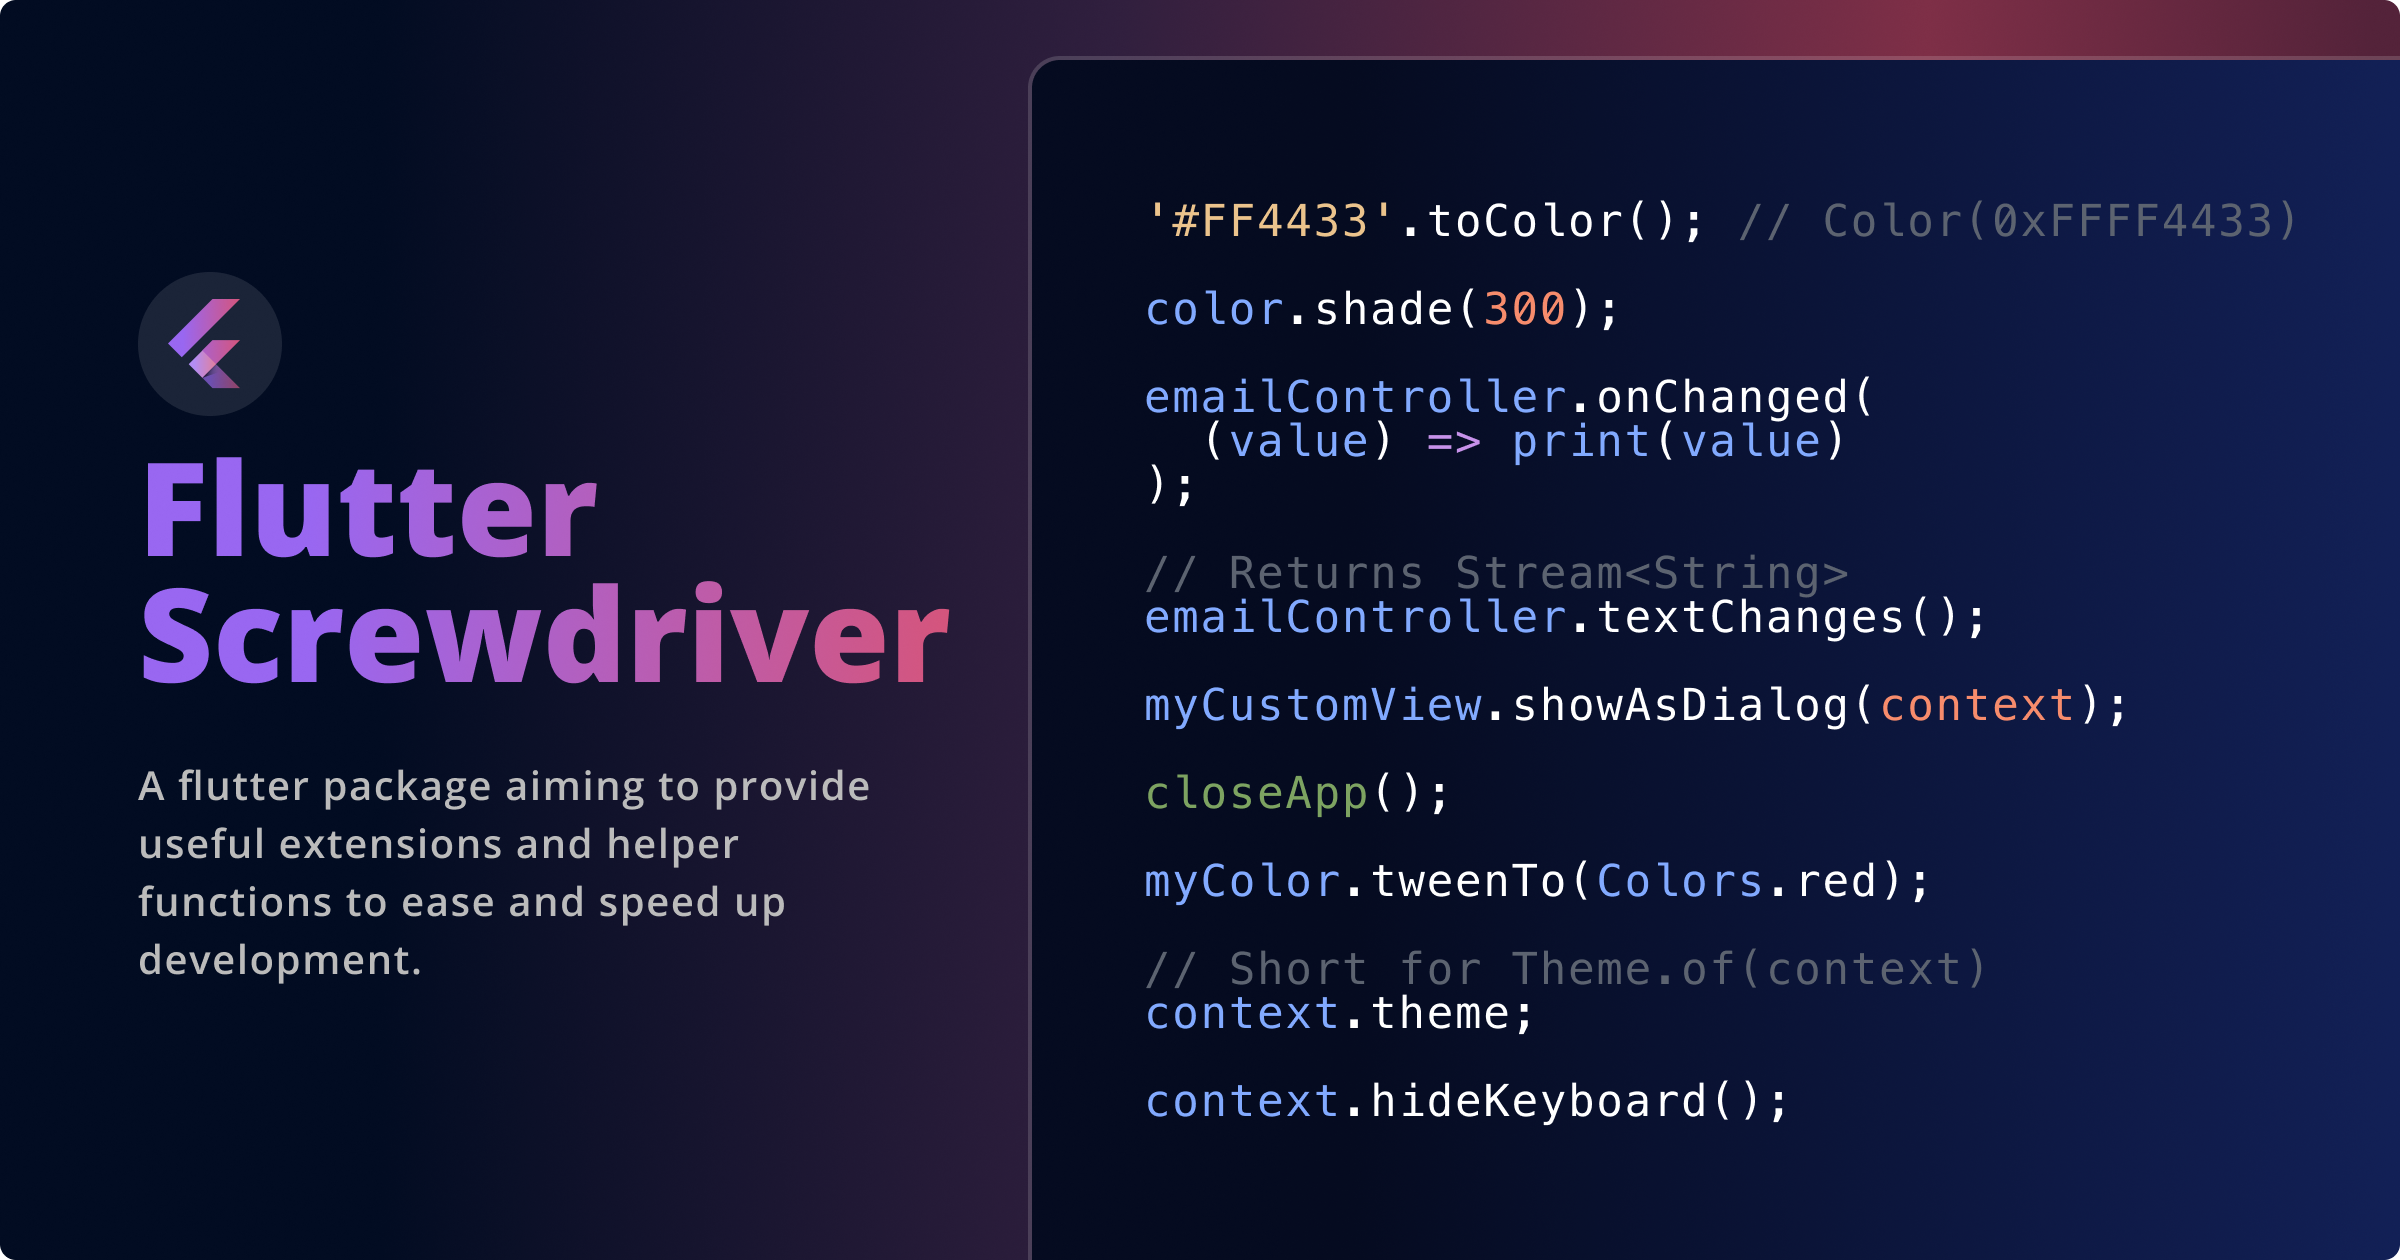 Flutter
Screwdriver
A flutter package aiming to provide
useful extensions and helper
functions to ease and speed up
development.
'#FF4433'.toColor(); // Color(0xFFFF4433)
color.shade(300);
emailController.onChanged(
  (value) => print(value)
);
// Returns Stream<String>
emailController.textChanges();
myCustomView.showAsDialog(context);
closeApp();
myColor.tweenTo(Colors.red);
// Short for Theme.of(context)
context.theme;
context.hideKeyboard();